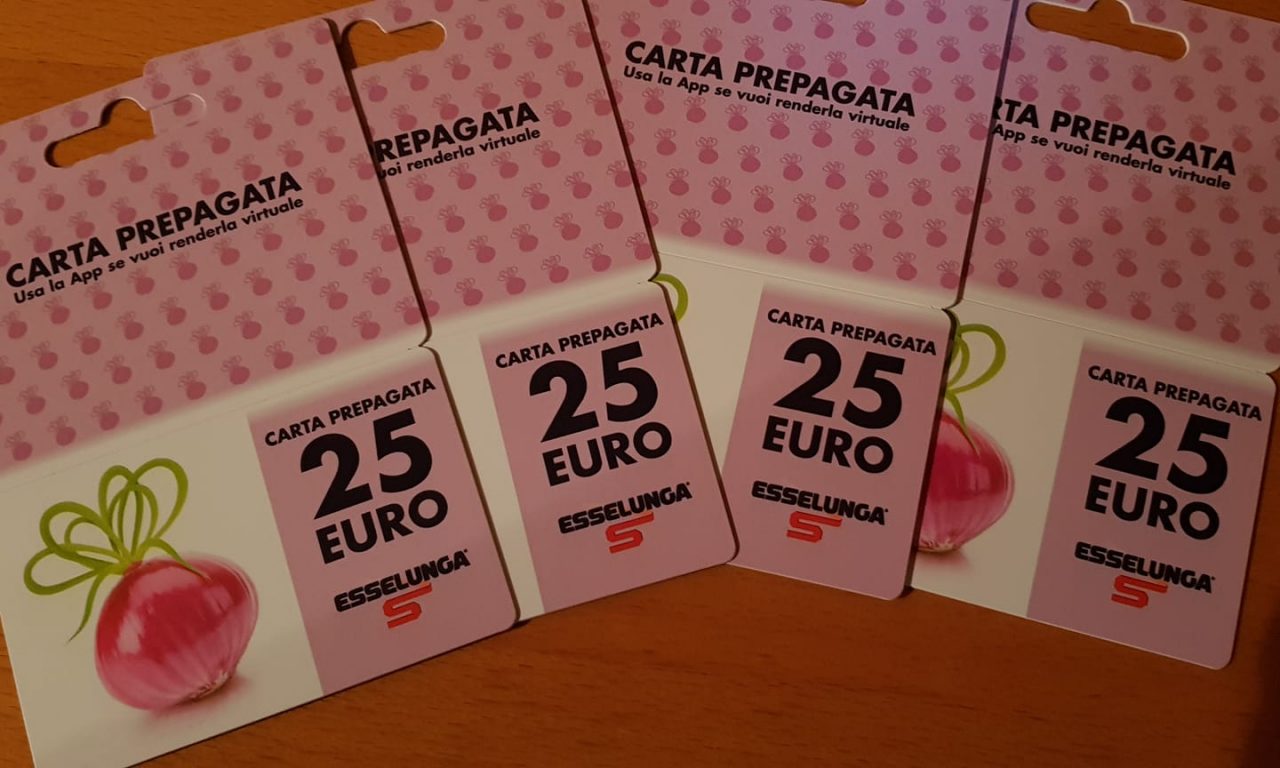 CARTA PREPAGATA
Usa la App se vuoi renderla virtuale
CARTA PREPAGATA
25
EURO
ESSELUNGA
REPAGATA
uoi renderla virtuale
CARTA PREPAGATA
25
EURO
ESSELUNGA
CARTA PREPAGATA
Usa la App se vuoi renderla virtuale
CARTA PREPAGATA
25
EURO
ESSELUNGA
RTA PREPAGATA
App se vuoi renderla virtuale
CARTA PREPAGATA
25
EURO
ESSELUNGA